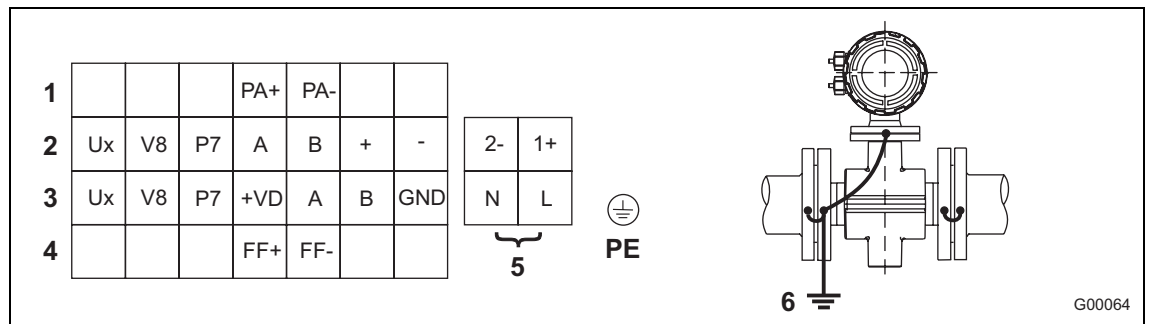 1 PA+ PA-
2 Ux V8 P7 A B + - 2- 1+
3 Ux V8 P7 +VD A B GND N L
4 FF+ FF-
5
PE
6
G00064